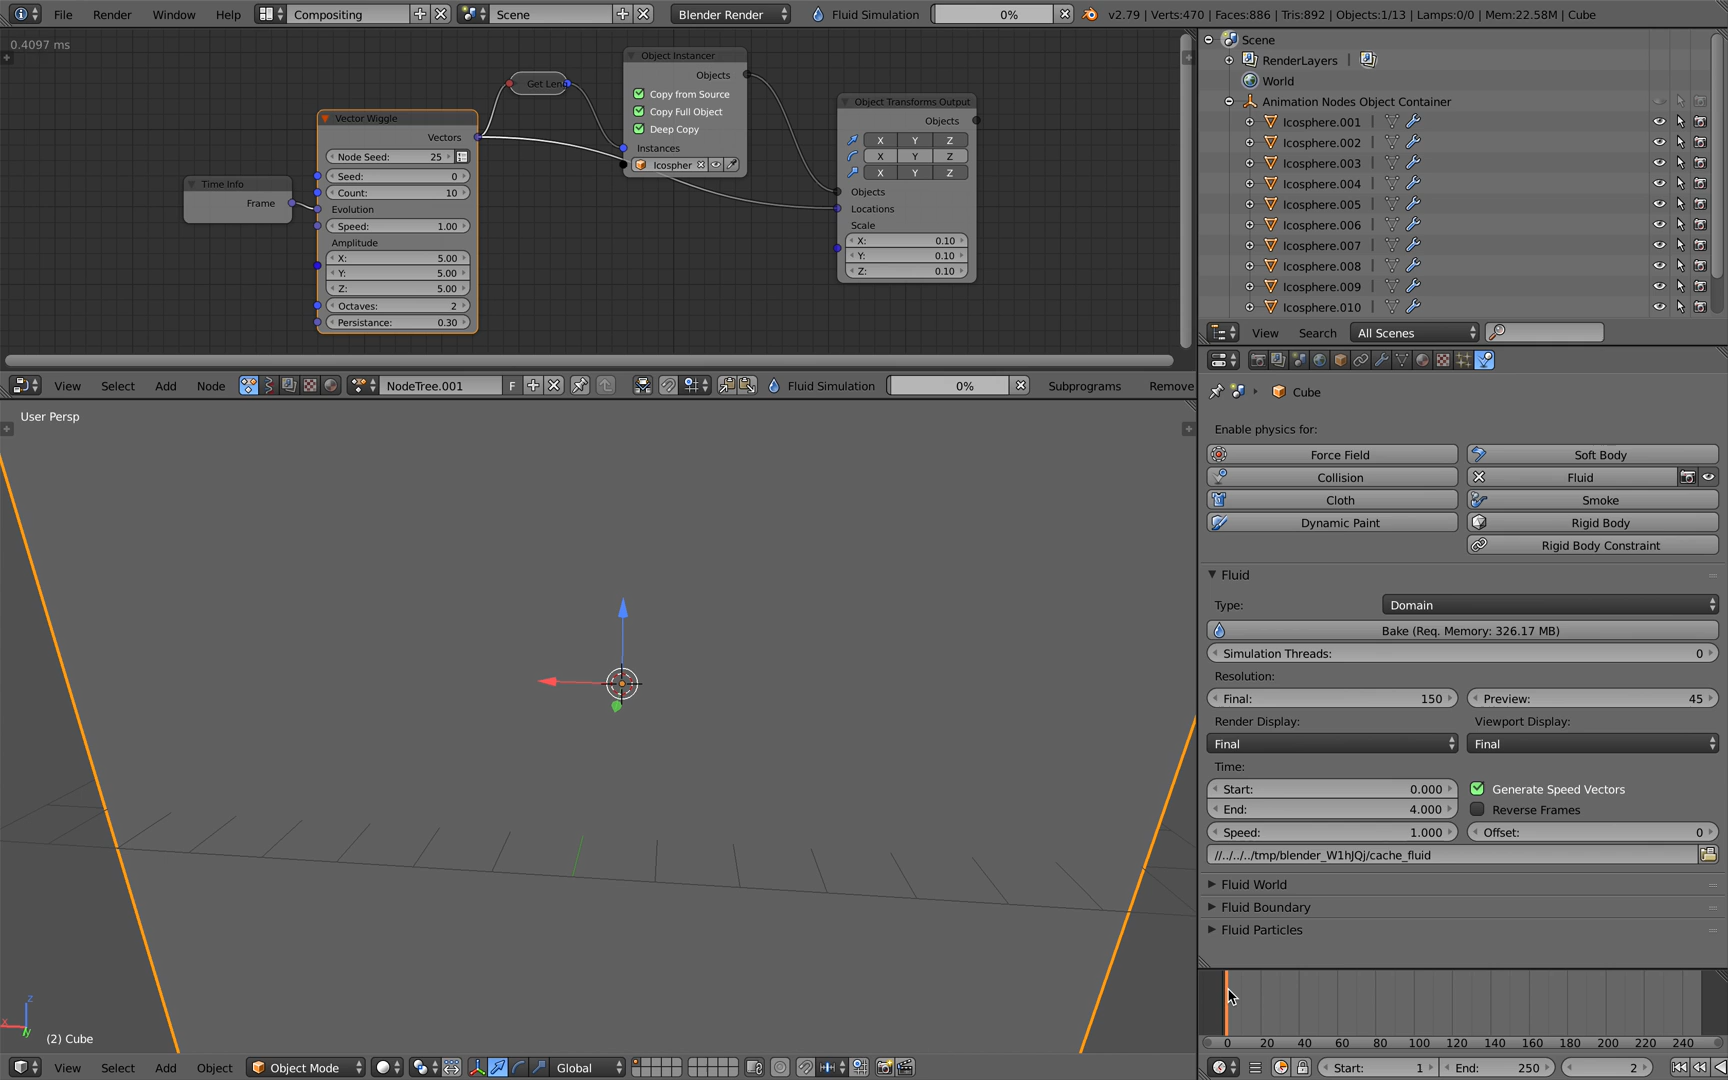 File Render Window Help Compositing Scene Blender Render Fluid Simulation 0% v2.79 | Verts:470 | Faces:886 | Tris:892 | Objects:1/13 | Lamps:0/0 | Mem:22.58M | Cube
0.4097 ms
Time Info
Frame
Vector Wiggle
Vectors
Node Seed: 25
Seed: 0
Count: 10
Evolution
Speed: 1.00
Amplitude
X: 5.00
Y: 5.00
Z: 5.00
Octaves: 2
Persistance: 0.30
Get Len
Object Instancer
Objects
Copy from Source
Copy Full Object
Deep Copy
Instances
Icospher
Object Transforms Output
Objects
X Y Z
X Y Z
X Y Z
Objects
Locations
Scale
X: 0.10
Y: 0.10
Z: 0.10
View Select Add Node NodeTree.001 F Fluid Simulation 0% Subprograms Remove
User Persp
(2) Cube
z
x
y
View Select Add Object Object Mode Global
Scene
RenderLayers |
World
Animation Nodes Object Container
Icosphere.001 |
Icosphere.002 |
Icosphere.003 |
Icosphere.004 |
Icosphere.005 |
Icosphere.006 |
Icosphere.007 |
Icosphere.008 |
Icosphere.009 |
Icosphere.010 |
View Search All Scenes
Cube
Enable physics for:
Force Field Soft Body
Collision Fluid
Cloth Smoke
Dynamic Paint Rigid Body
Rigid Body Constraint
Fluid
Type: Domain
Bake (Req. Memory: 326.17 MB)
Simulation Threads: 0
Resolution:
Final: 150 Preview: 45
Render Display: Viewport Display:
Final Final
Time:
Start: 0.000 Generate Speed Vectors
End: 4.000 Reverse Frames
Speed: 1.000 Offset: 0
//../../../tmp/blender_W1hJQj/cache_fluid
Fluid World
Fluid Boundary
Fluid Particles
0 20 40 60 80 100 120 140 160 180 200 220 240
Start: 1 End: 250 2